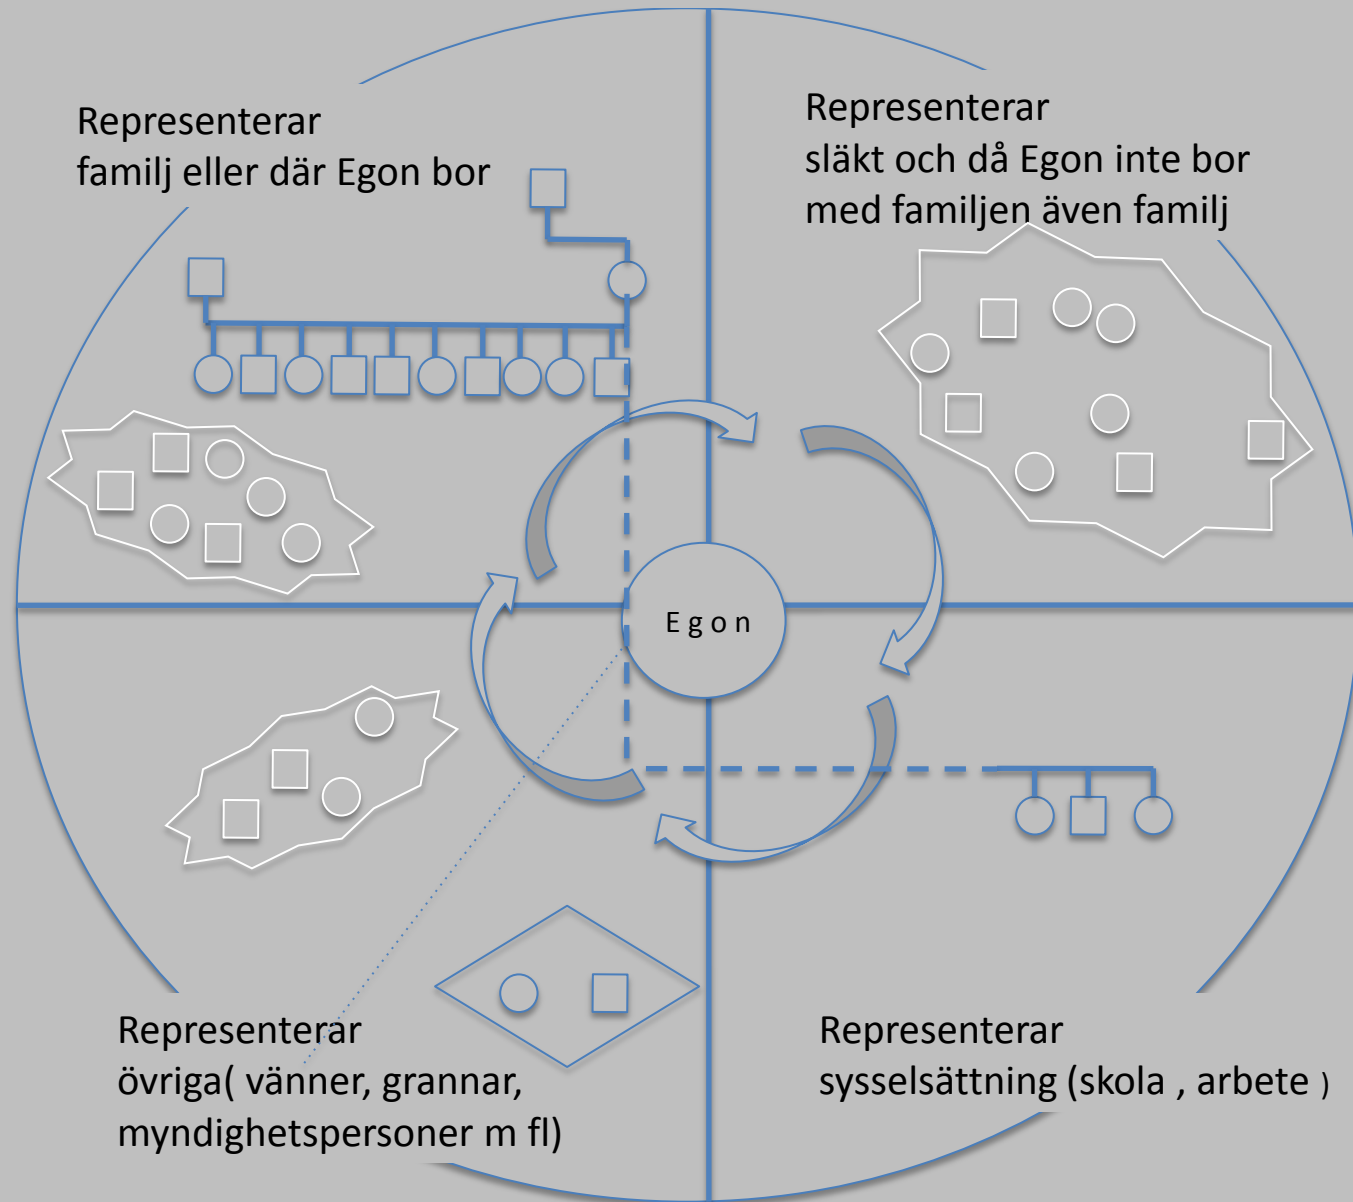 Representerar
familj eller där Egon bor
Representerar
släkt och då Egon inte bor
med familjen även familj
Egon
Representerar
övriga( vänner, grannar,
myndighetspersoner m fl)
Representerar
sysselsättning (skola , arbete )